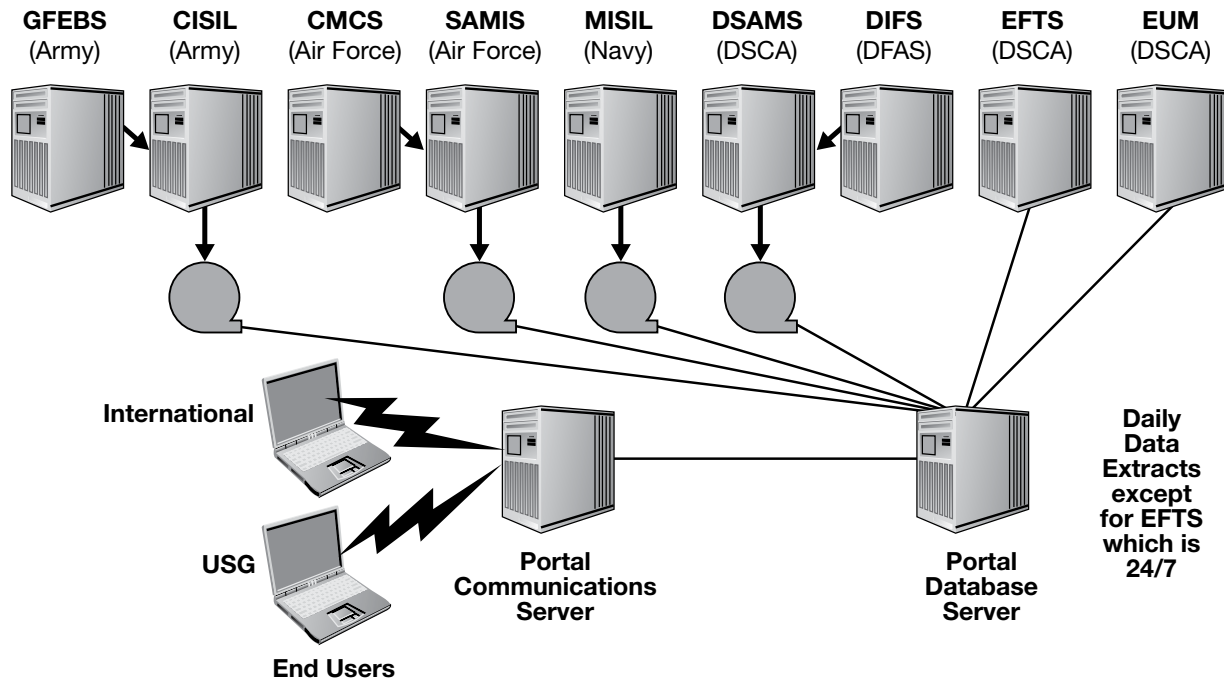 GFEBS
(Army)
CISIL
(Army)
CMCS
(Air Force)
SAMIS
(Air Force)
MISIL
(Navy)
DSAMS
(DSCA)
DIFS
(DFAS)
EFTS
(DSCA)
EUM
(DSCA)
International
USG
End Users
Portal
Communications
Server
Portal
Database
Server
Daily
Data
Extracts
except
for EFTS
which is
24/7